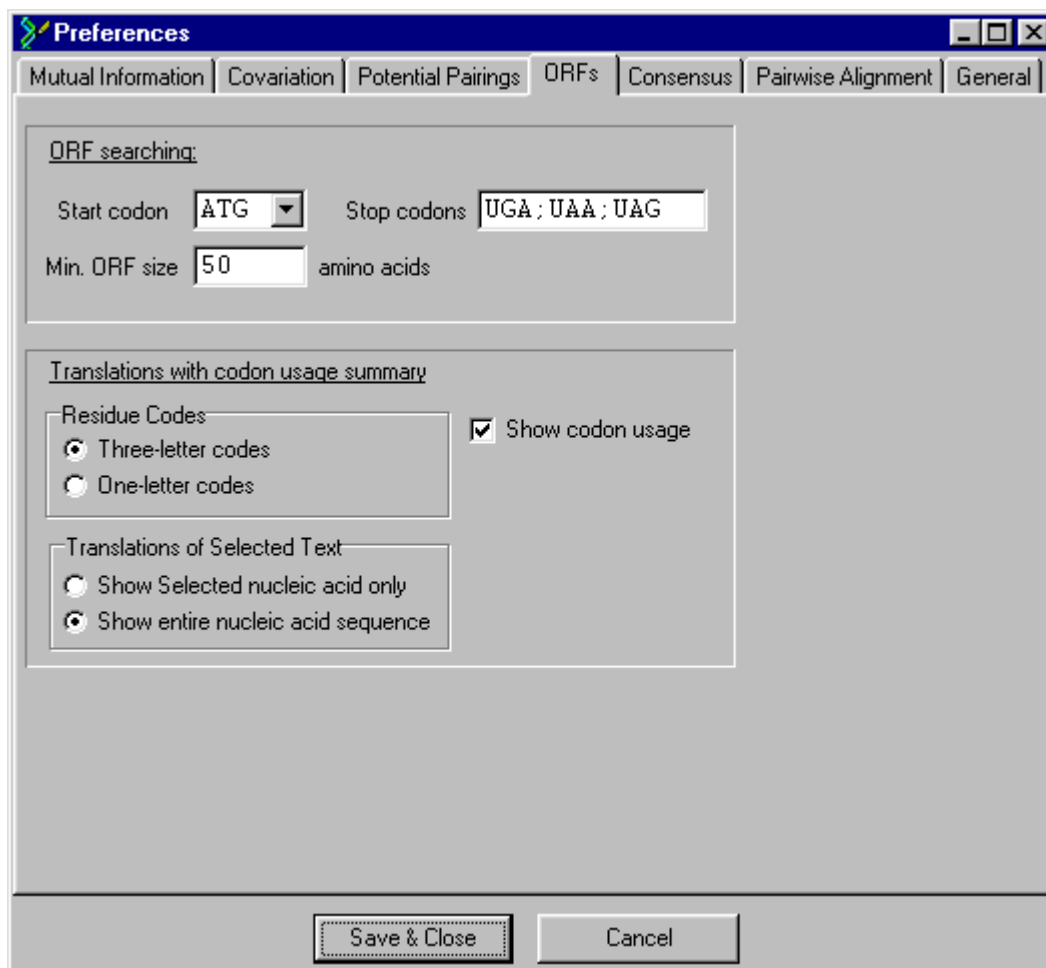 Preferences
Mutual Information Covariation Potential Pairings ORFs Consensus Pairwise Alignment General
ORF searching:
Start codon ATG Stop codons UGA;UAA;UAG
Min. ORF size 50 amino acids
Translations with codon usage summary
Residue Codes
Show codon usage
Three-letter codes
One-letter codes
Translations of Selected Text
Show Selected nucleic acid only
Show entire nucleic acid sequence
Save & Close Cancel